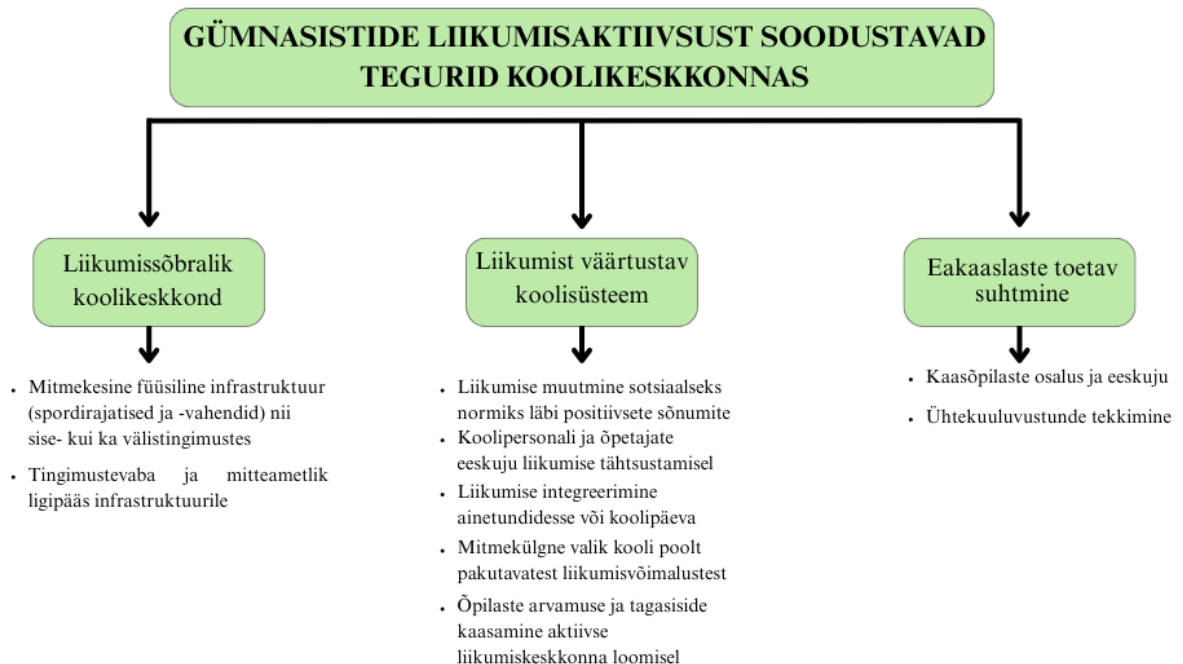 GÜMNASISTIDE LIIKUMISAKTIIVSUST SOODUSTAVAD
TEGURID KOOLIKESKKONNAS
Liikumissõbralik
koolikeskkond
• Mitmekesine füüsiline infrastruktuur
(spordirajatised ja -vahendid) nii
sise- kui ka välistingimustes
• Tingimustevaba ja mitteametlik
ligipääs infrastruktuurile
Liikumist väärtustav
koolisüsteem
• Liikumise muutmine sotsiaalseks
normiks läbi positiivsete sõnumite
• Koolipersonali ja õpetajate
eeskuju liikumise tähtsustamisel
• Liikumise integreerimine
ainetundidesse või koolipäeva
• Mitmekülgne valik kooli poolt
pakutavatest liikumisvõimalustest
• Õpilaste arvamuse ja tagasiside
kaasamine aktiivse
liikumiskeskkonna loomisel
Eakaaslaste toetav
suhtmine
• Kaasõpilaste osalus ja eeskuju
• Ühtekuuluvustunde tekkimine